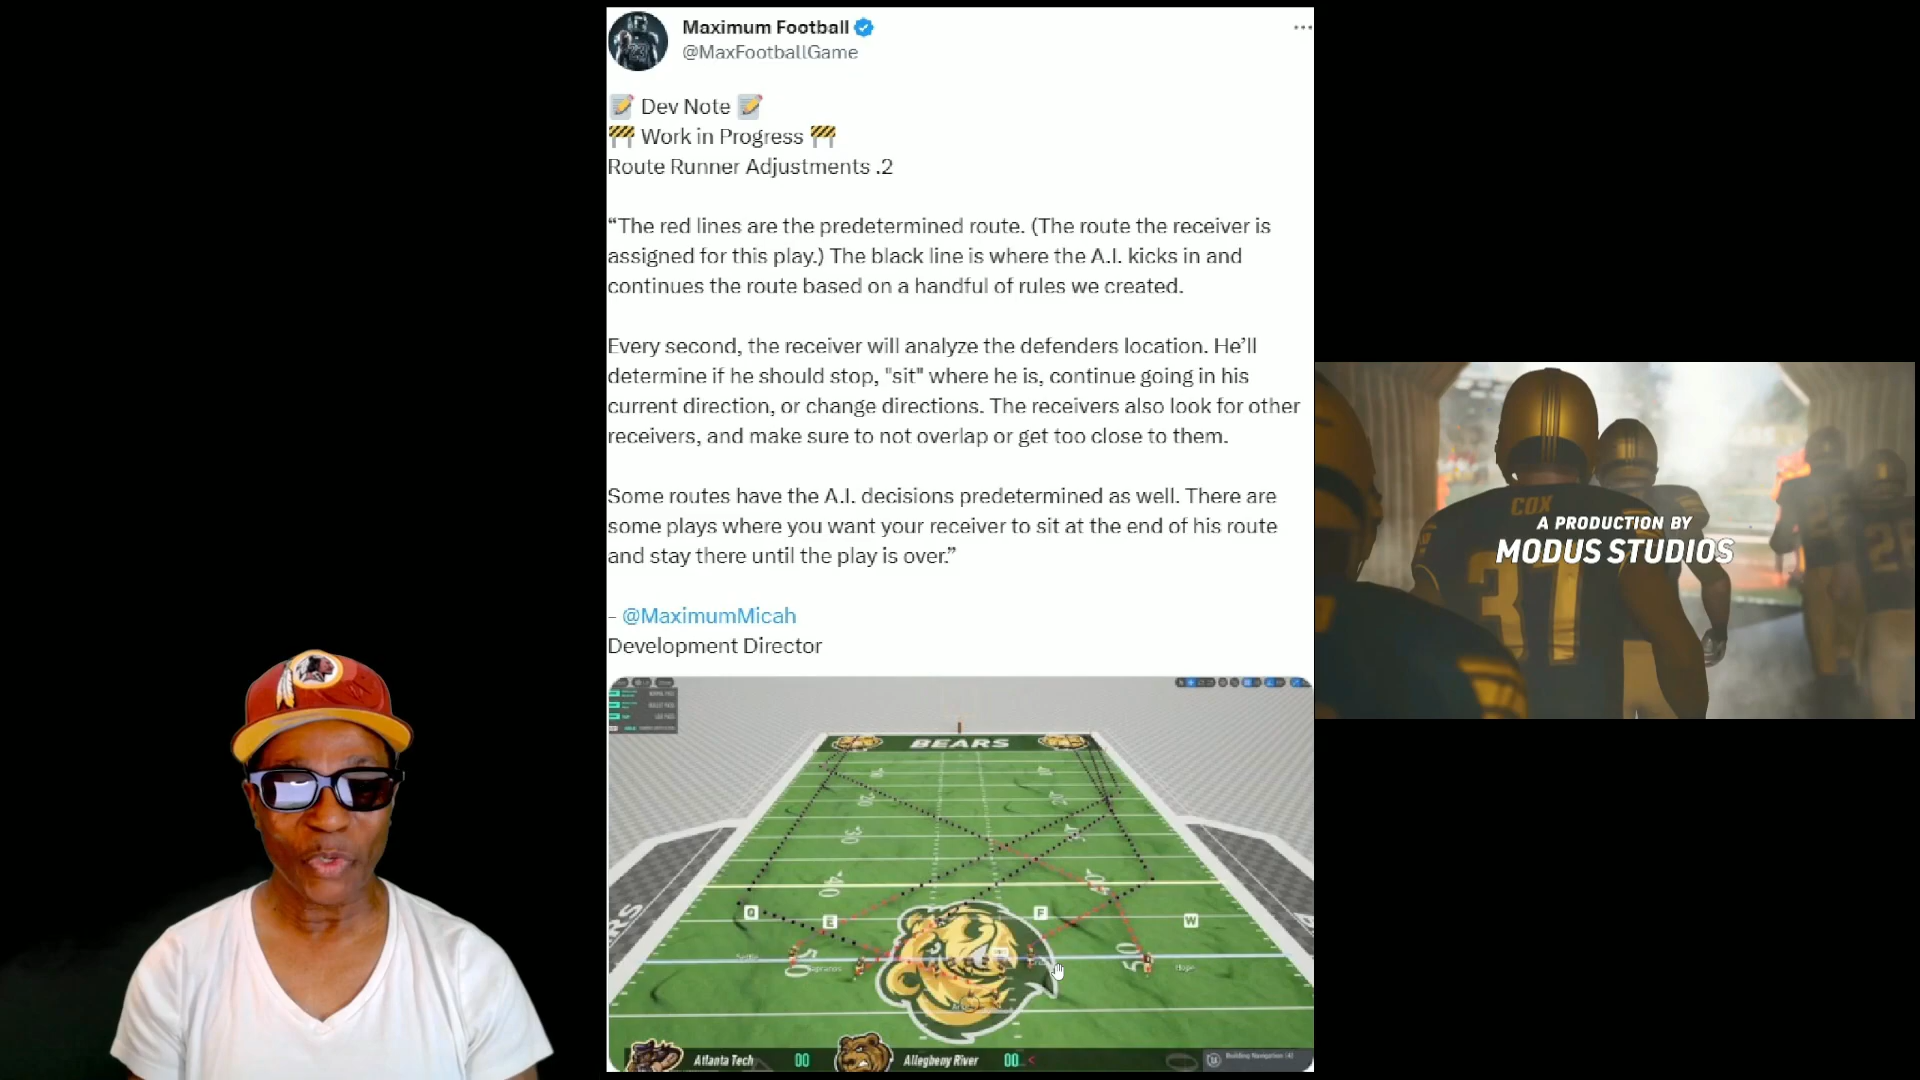 Maximum Football
@MaxFootballGame
Dev Note
Work in Progress
Route Runner Adjustments .2
“The red lines are the predetermined route. (The route the receiver is
assigned for this play.) The black line is where the A.I. kicks in and
continues the route based on a handful of rules we created.
Every second, the receiver will analyze the defenders location. He’ll
determine if he should stop, "sit" where he is, continue going in his
current direction, or change directions. The receivers also look for other
receivers, and make sure to not overlap or get too close to them.
Some routes have the A.I. decisions predetermined as well. There are
some plays where you want your receiver to sit at the end of his route
and stay there until the play is over.”
- @MaximumMicah
Development Director
BEARS
Q
E
F
W
Hope
Atlanta Tech 00
Allegheny River 00
COX
A PRODUCTION BY
MODUS STUDIOS
37